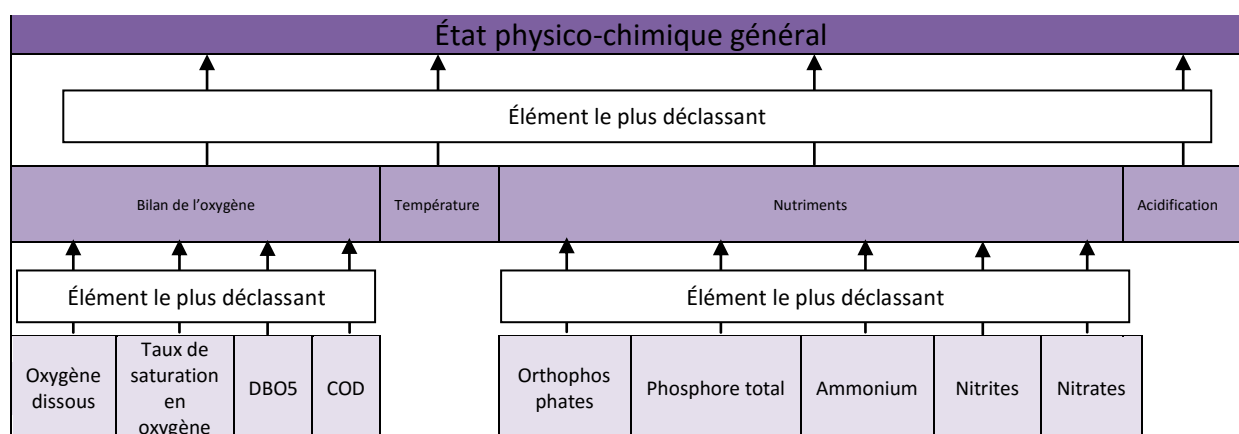 État physico-chimique général
Élément le plus déclassant
Bilan de l'oxygène
Température
Nutriments
Acidification
Élément le plus déclassant
Élément le plus déclassant
Oxygène
dissous
Taux de
saturation
en
oxygène
DBO5
COD
Orthophos
phates
Phosphore total
Ammonium
Nitrites
Nitrates